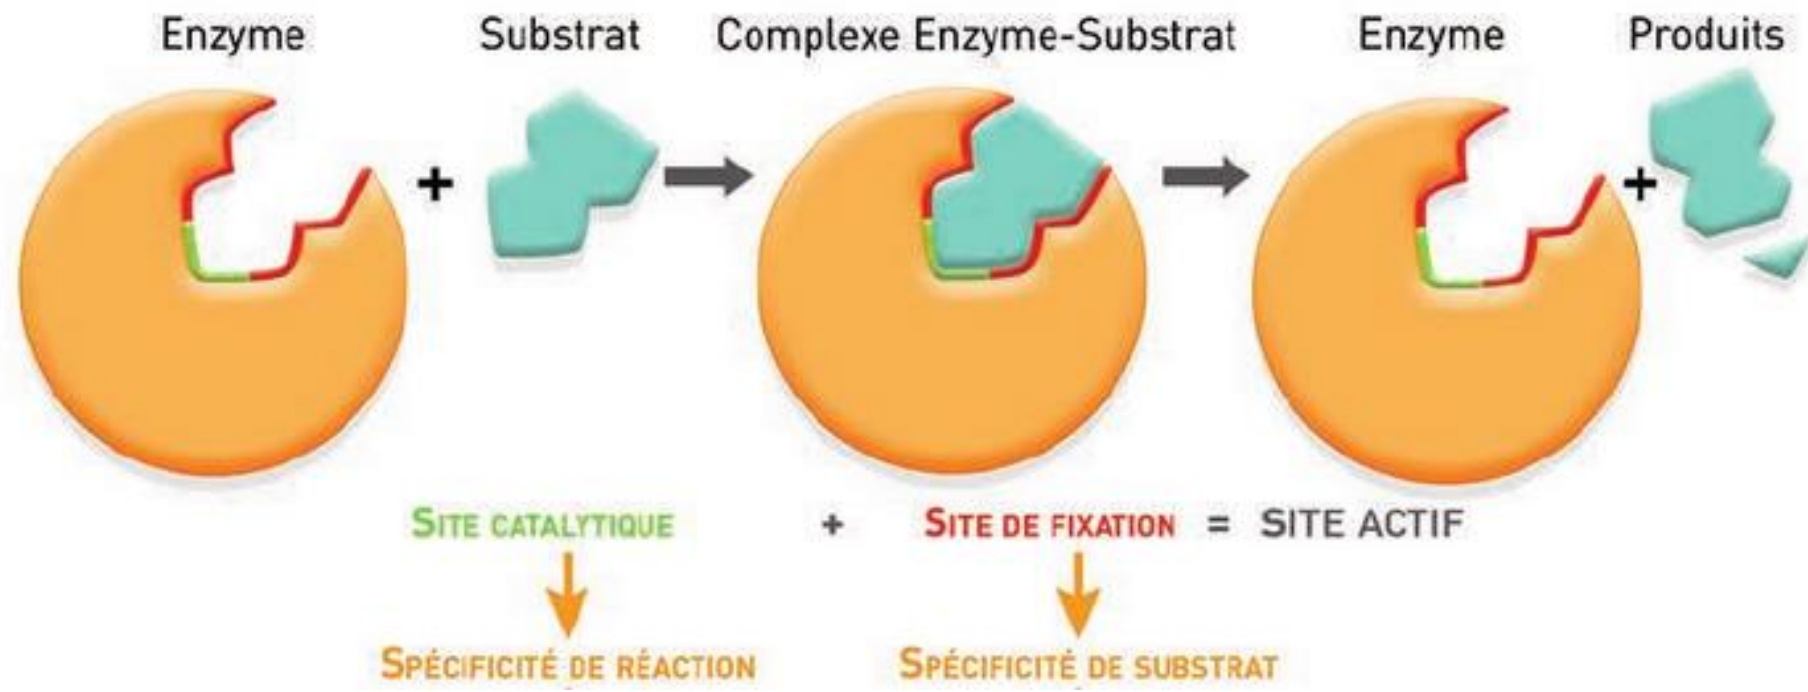 Enzyme Substrat Complexe Enzyme-Substrat Enzyme Produits
+ +
SITE CATALYTIQUE + SITE DE FIXATION = SITE ACTIF
SPÉCIFICITÉ DE RÉACTION SPÉCIFICITÉ DE SUBSTRAT